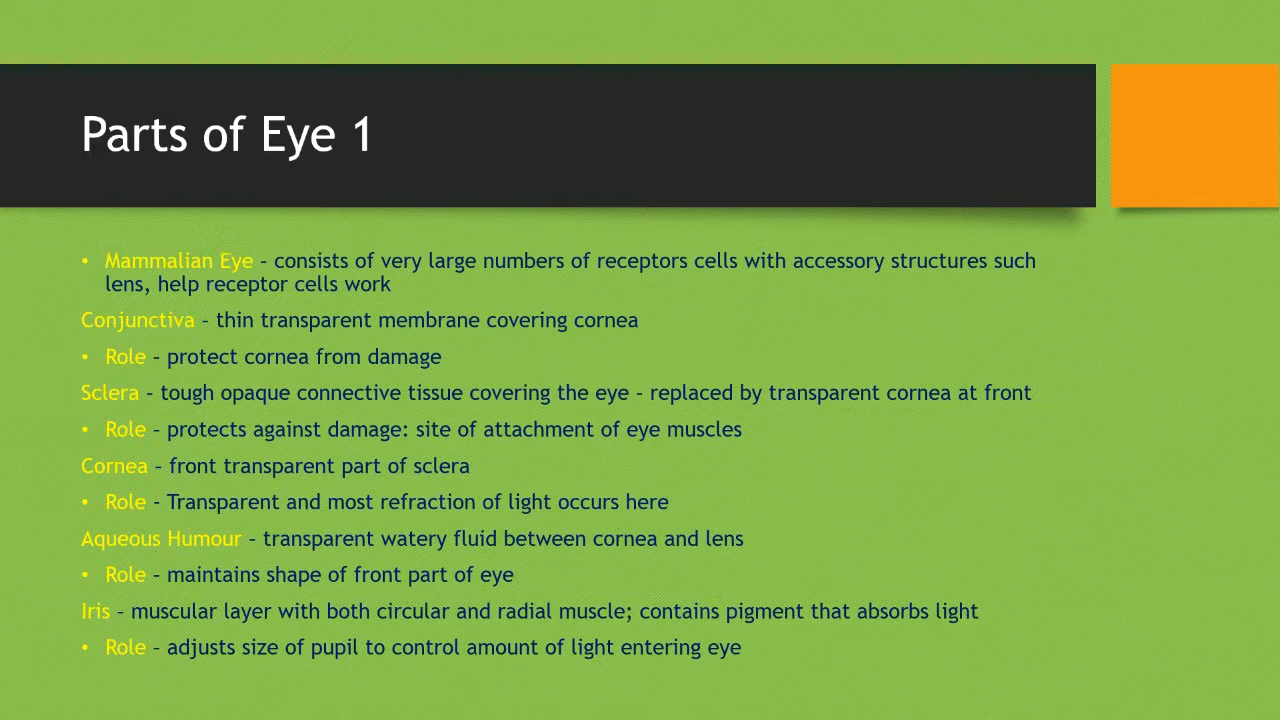 Parts of Eye 1
• Mammalian Eye – consists of very large numbers of receptors cells with accessory structures such
lens, help receptor cells work
Conjunctiva – thin transparent membrane covering cornea
• Role – protect cornea from damage
Sclera – tough opaque connective tissue covering the eye - replaced by transparent cornea at front
• Role – protects against damage: site of attachment of eye muscles
Cornea – front transparent part of sclera
• Role - Transparent and most refraction of light occurs here
Aqueous Humour – transparent watery fluid between cornea and lens
• Role – maintains shape of front part of eye
Iris – muscular layer with both circular and radial muscle; contains pigment that absorbs light
• Role – adjusts size of pupil to control amount of light entering eye